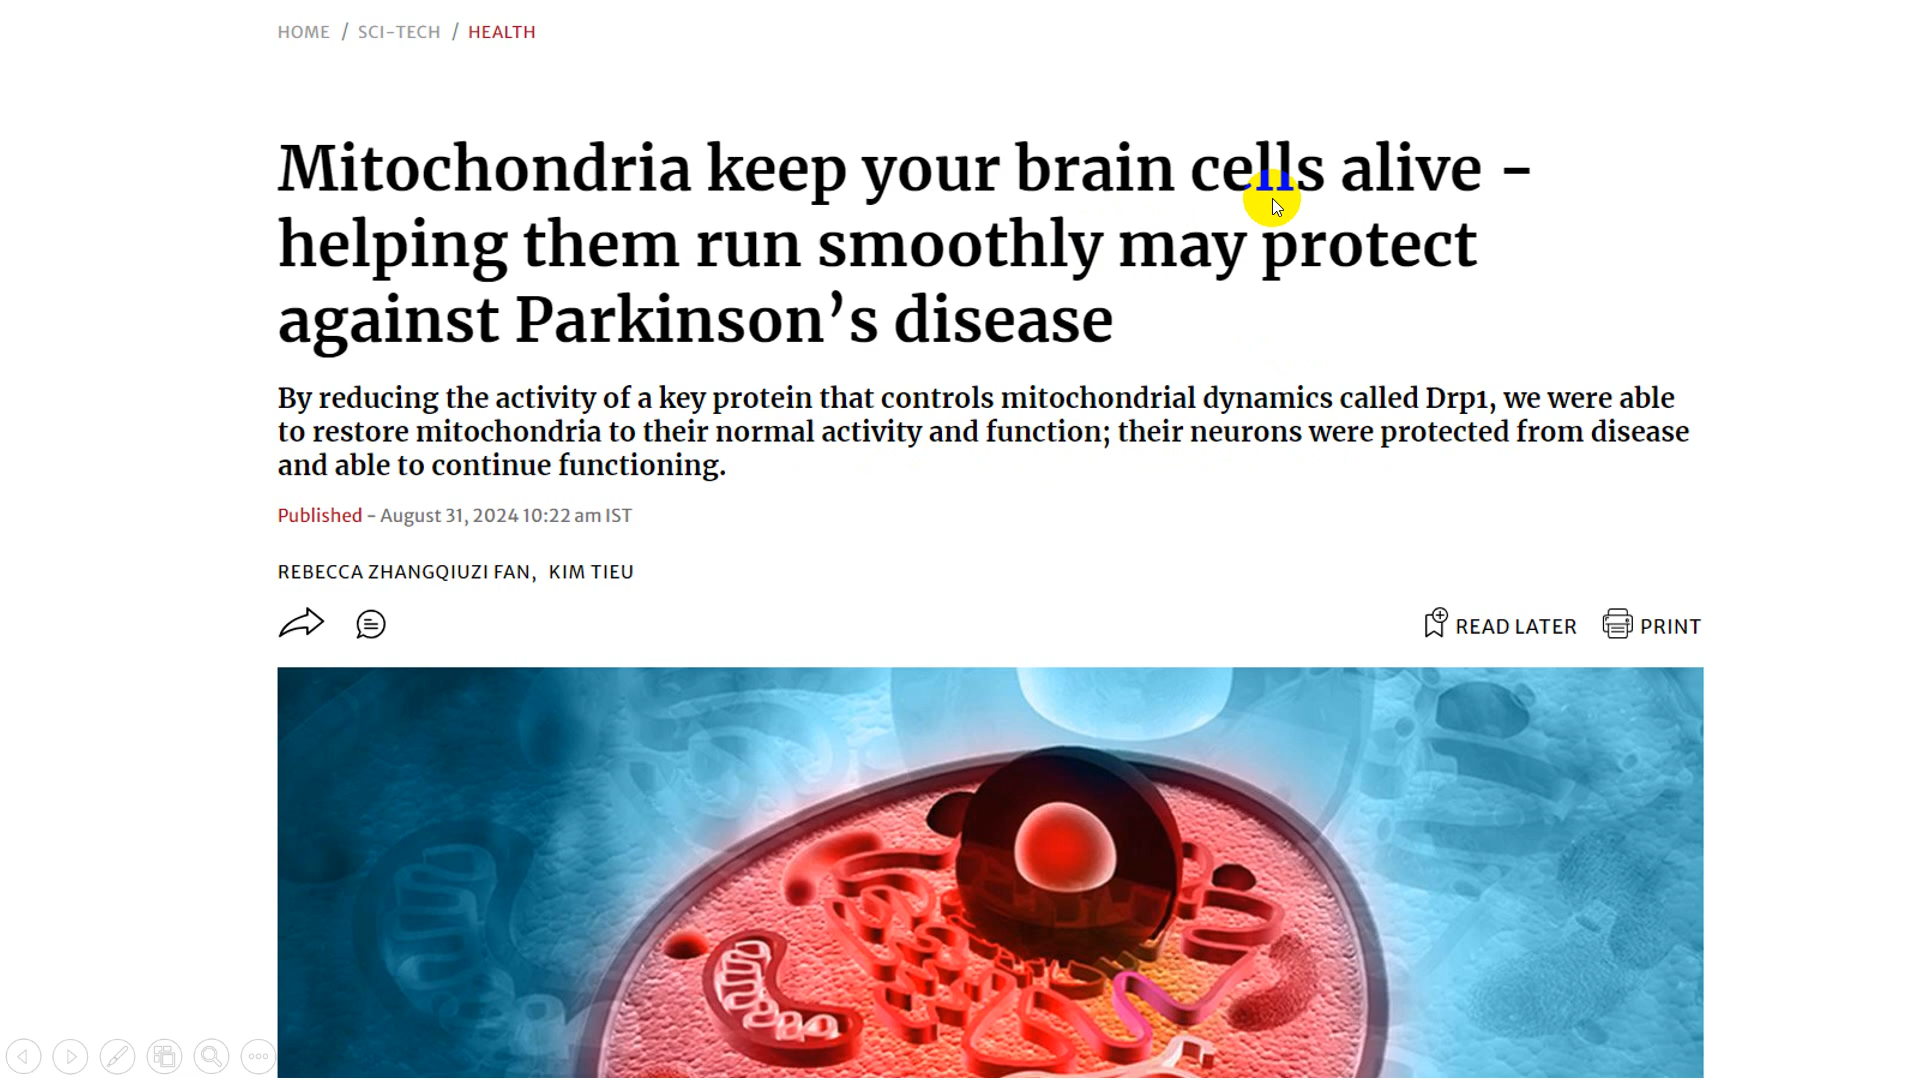 HOME / SCI-TECH / HEALTH
Mitochondria keep your brain cells alive -
helping them run smoothly may protect
against Parkinson’s disease
By reducing the activity of a key protein that controls mitochondrial dynamics called Drp1, we were able
to restore mitochondria to their normal activity and function; their neurons were protected from disease
and able to continue functioning.
Published - August 31, 2024 10:22 am IST
REBECCA ZHANGQIUZI FAN, KIM TIEU
READ LATER PRINT